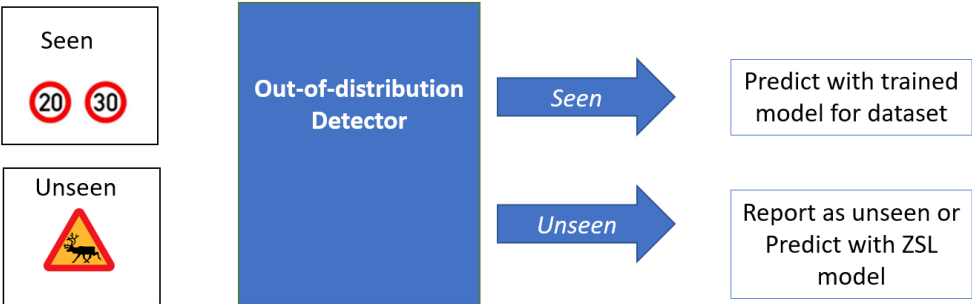 Seen
20 30
Unseen
Out-of-distribution
Detector
Seen
Unseen
Predict with trained
model for dataset
Report as unseen or
Predict with ZSL
model